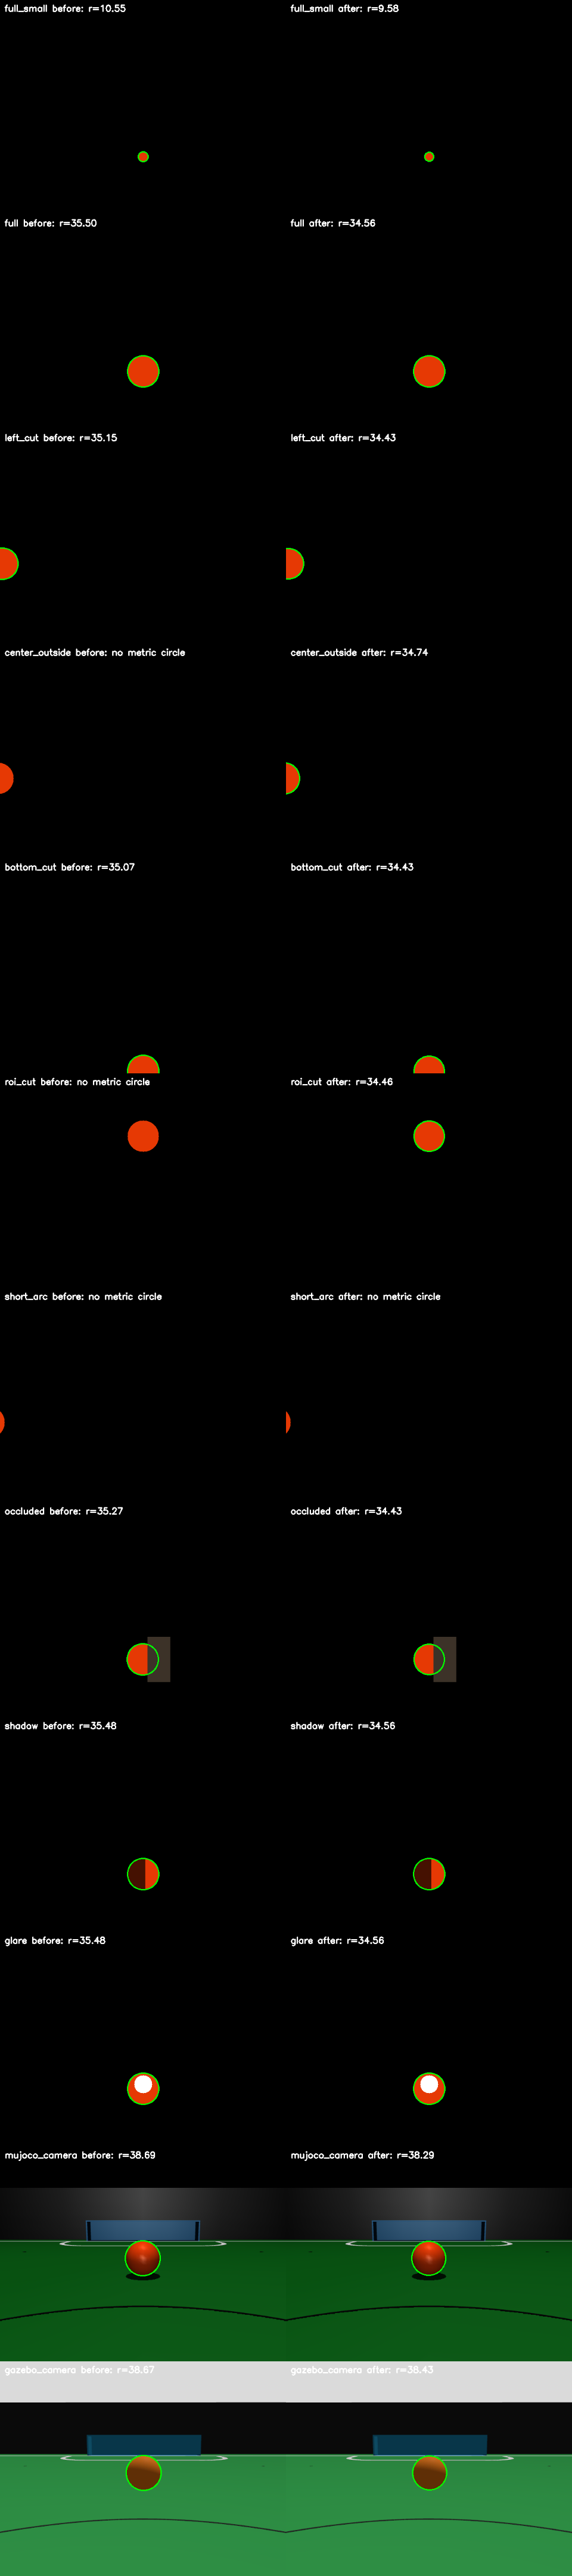 full_small before: r=10.55
full_small after: r=9.58
full before: r=35.50
full after: r=34.56
left_cut before: r=35.15
left_cut after: r=34.43
center_outside before: no metric circle
center_outside after: r=34.74
bottom_cut before: r=35.07
bottom_cut after: r=34.43
roi_cut before: no metric circle
roi_cut after: r=34.46
short_arc before: no metric circle
short_arc after: no metric circle
occluded before: r=35.27
occluded after: r=34.43
shadow before: r=35.48
shadow after: r=34.56
glare before: r=35.48
glare after: r=34.56
mujoco_camera before: r=38.69
mujoco_camera after: r=38.29
gazebo_camera before: r=38.67
gazebo_camera after: r=38.43